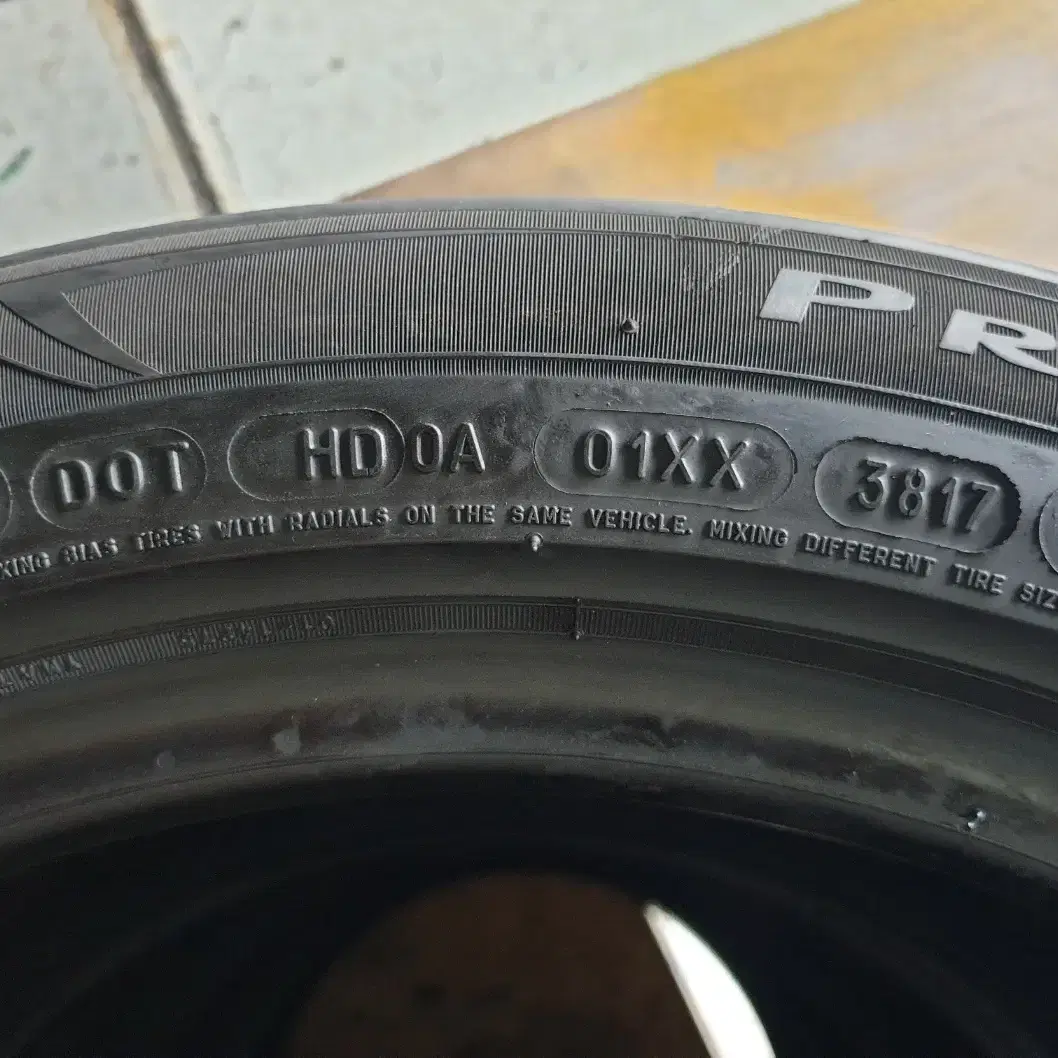 PR
DOT HD0A 01XX 3817
XING BIAS TIRES WITH RADIALS ON THE SAME VEHICLE. MIXING DIFFERENT TIRE SIZ